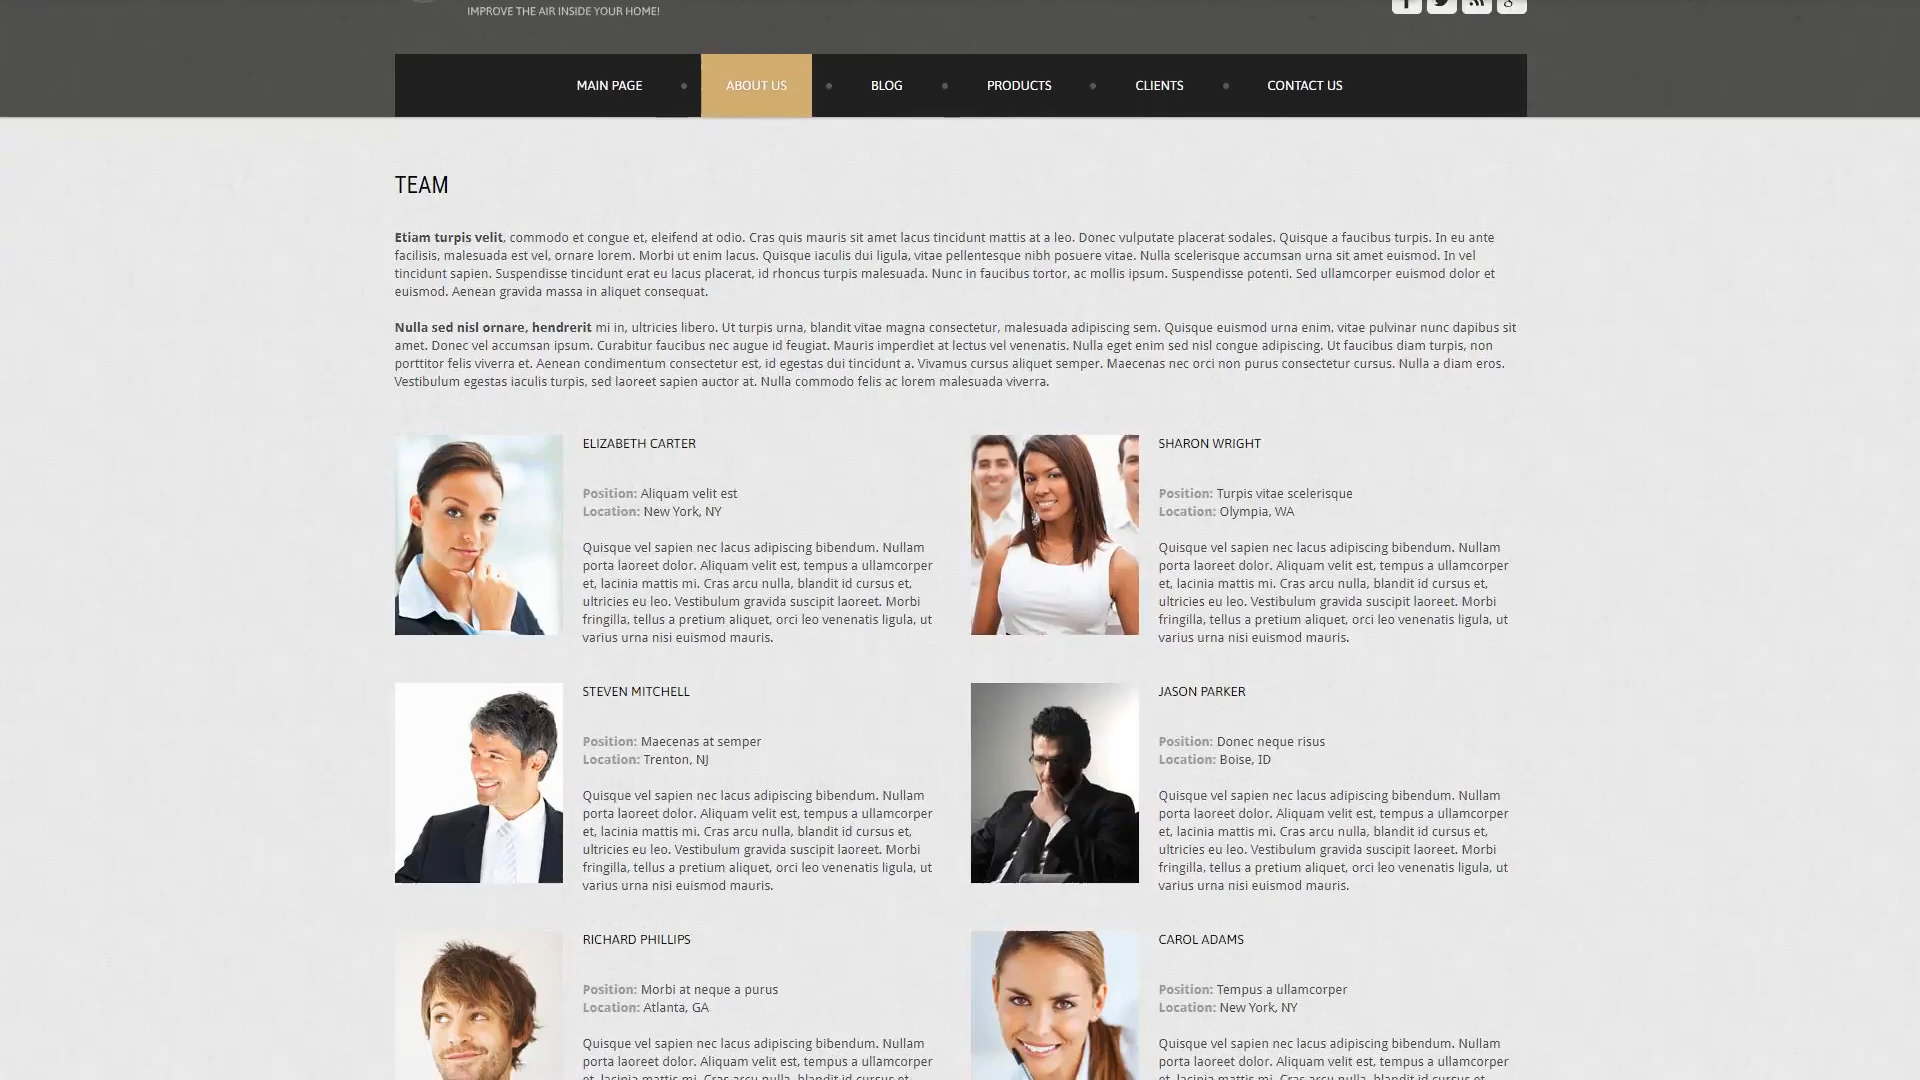 IMPROVE THE AIR INSIDE YOUR HOME!
MAIN PAGE
ABOUT US
BLOG
PRODUCTS
CLIENTS
CONTACT US
TEAM
Etiam turpis velit, commodo et congue et, eleifend at odio. Cras quis mauris sit amet lacus tincidunt mattis at a leo. Donec vulputate placerat sodales. Quisque a faucibus turpis. In eu ante
facilisis, malesuada est vel, ornare lorem. Morbi ut enim lacus. Quisque iaculis dui ligula, vitae pellentesque nibh posuere vitae. Nulla scelerisque accumsan urna sit amet euismod. In vel
tincidunt sapien. Suspendisse tincidunt erat eu lacus placerat, id rhoncus turpis malesuada. Nunc in faucibus tortor, ac mollis ipsum. Suspendisse potenti. Sed ullamcorper euismod dolor et
euismod. Aenean gravida massa in aliquet consequat.
Nulla sed nisl ornare, hendrerit mi in, ultricies libero. Ut turpis urna, blandit vitae magna consectetur, malesuada adipiscing sem. Quisque euismod urna enim, vitae pulvinar nunc dapibus sit
amet. Donec vel accumsan ipsum. Curabitur faucibus nec augue id feugiat. Mauris imperdiet at lectus vel venenatis. Nulla eget enim sed nisl congue adipiscing. Ut faucibus diam turpis, non
porttitor felis viverra et. Aenean condimentum consectetur est, id egestas dui tincidunt a. Vivamus cursus aliquet semper. Maecenas nec orci non purus consectetur cursus. Nulla a diam eros.
Vestibulum egestas iaculis turpis, sed laoreet sapien auctor at. Nulla commodo felis ac lorem malesuada viverra.
ELIZABETH CARTER
Position: Aliquam velit est
Location: New York, NY
Quisque vel sapien nec lacus adipiscing bibendum. Nullam
porta laoreet dolor. Aliquam velit est, tempus a ullamcorper
et, lacinia mattis mi. Cras arcu nulla, blandit id cursus et,
ultricies eu leo. Vestibulum gravida suscipit laoreet. Morbi
fringilla, tellus a pretium aliquet, orci leo venenatis ligula, ut
varius urna nisi euismod mauris.
SHARON WRIGHT
Position: Turpis vitae scelerisque
Location: Olympia, WA
Quisque vel sapien nec lacus adipiscing bibendum. Nullam
porta laoreet dolor. Aliquam velit est, tempus a ullamcorper
et, lacinia mattis mi. Cras arcu nulla, blandit id cursus et,
ultricies eu leo. Vestibulum gravida suscipit laoreet. Morbi
fringilla, tellus a pretium aliquet, orci leo venenatis ligula, ut
varius urna nisi euismod mauris.
STEVEN MITCHELL
Position: Maecenas at semper
Location: Trenton, NJ
Quisque vel sapien nec lacus adipiscing bibendum. Nullam
porta laoreet dolor. Aliquam velit est, tempus a ullamcorper
et, lacinia mattis mi. Cras arcu nulla, blandit id cursus et,
ultricies eu leo. Vestibulum gravida suscipit laoreet. Morbi
fringilla, tellus a pretium aliquet, orci leo venenatis ligula, ut
varius urna nisi euismod mauris.
JASON PARKER
Position: Donec neque risus
Location: Boise, ID
Quisque vel sapien nec lacus adipiscing bibendum. Nullam
porta laoreet dolor. Aliquam velit est, tempus a ullamcorper
et, lacinia mattis mi. Cras arcu nulla, blandit id cursus et,
ultricies eu leo. Vestibulum gravida suscipit laoreet. Morbi
fringilla, tellus a pretium aliquet, orci leo venenatis ligula, ut
varius urna nisi euismod mauris.
RICHARD PHILLIPS
Position: Morbi at neque a purus
Location: Atlanta, GA
Quisque vel sapien nec lacus adipiscing bibendum. Nullam
porta laoreet dolor. Aliquam velit est, tempus a ullamcorper
CAROL ADAMS
Position: Tempus a ullamcorper
Location: New York, NY
Quisque vel sapien nec lacus adipiscing bibendum. Nullam
porta laoreet dolor. Aliquam velit est, tempus a ullamcorper